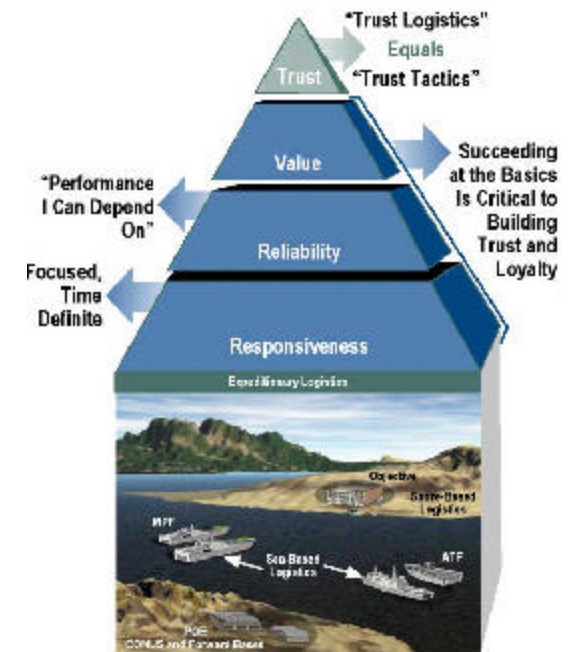 “Trust Logistics”
Equals
“Trust Tactics”
Trust
Value
Succeeding
at the Basics
Is Critical to
Building
Trust and
Loyalty
“Performance
I Can Depend
On”
Reliability
Focused,
Time
Definite
Responsiveness
Expeditionary Logistics
Objective
Shore-Based
Logistics
MPF
Sea-Based
Logistics
ATF
POE
CONUS and Forward Bases